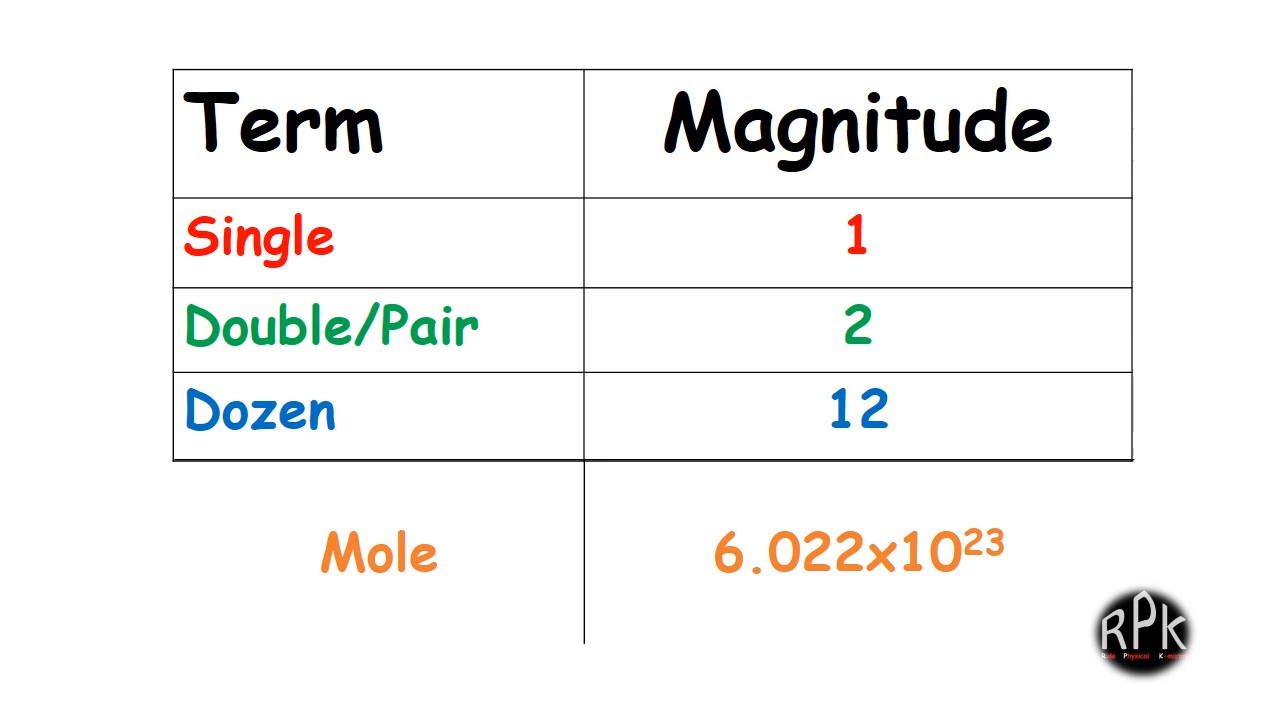 Term Magnitude
Single 1
Double/Pair 2
Dozen 12
Mole 6.022x10²³
RPK